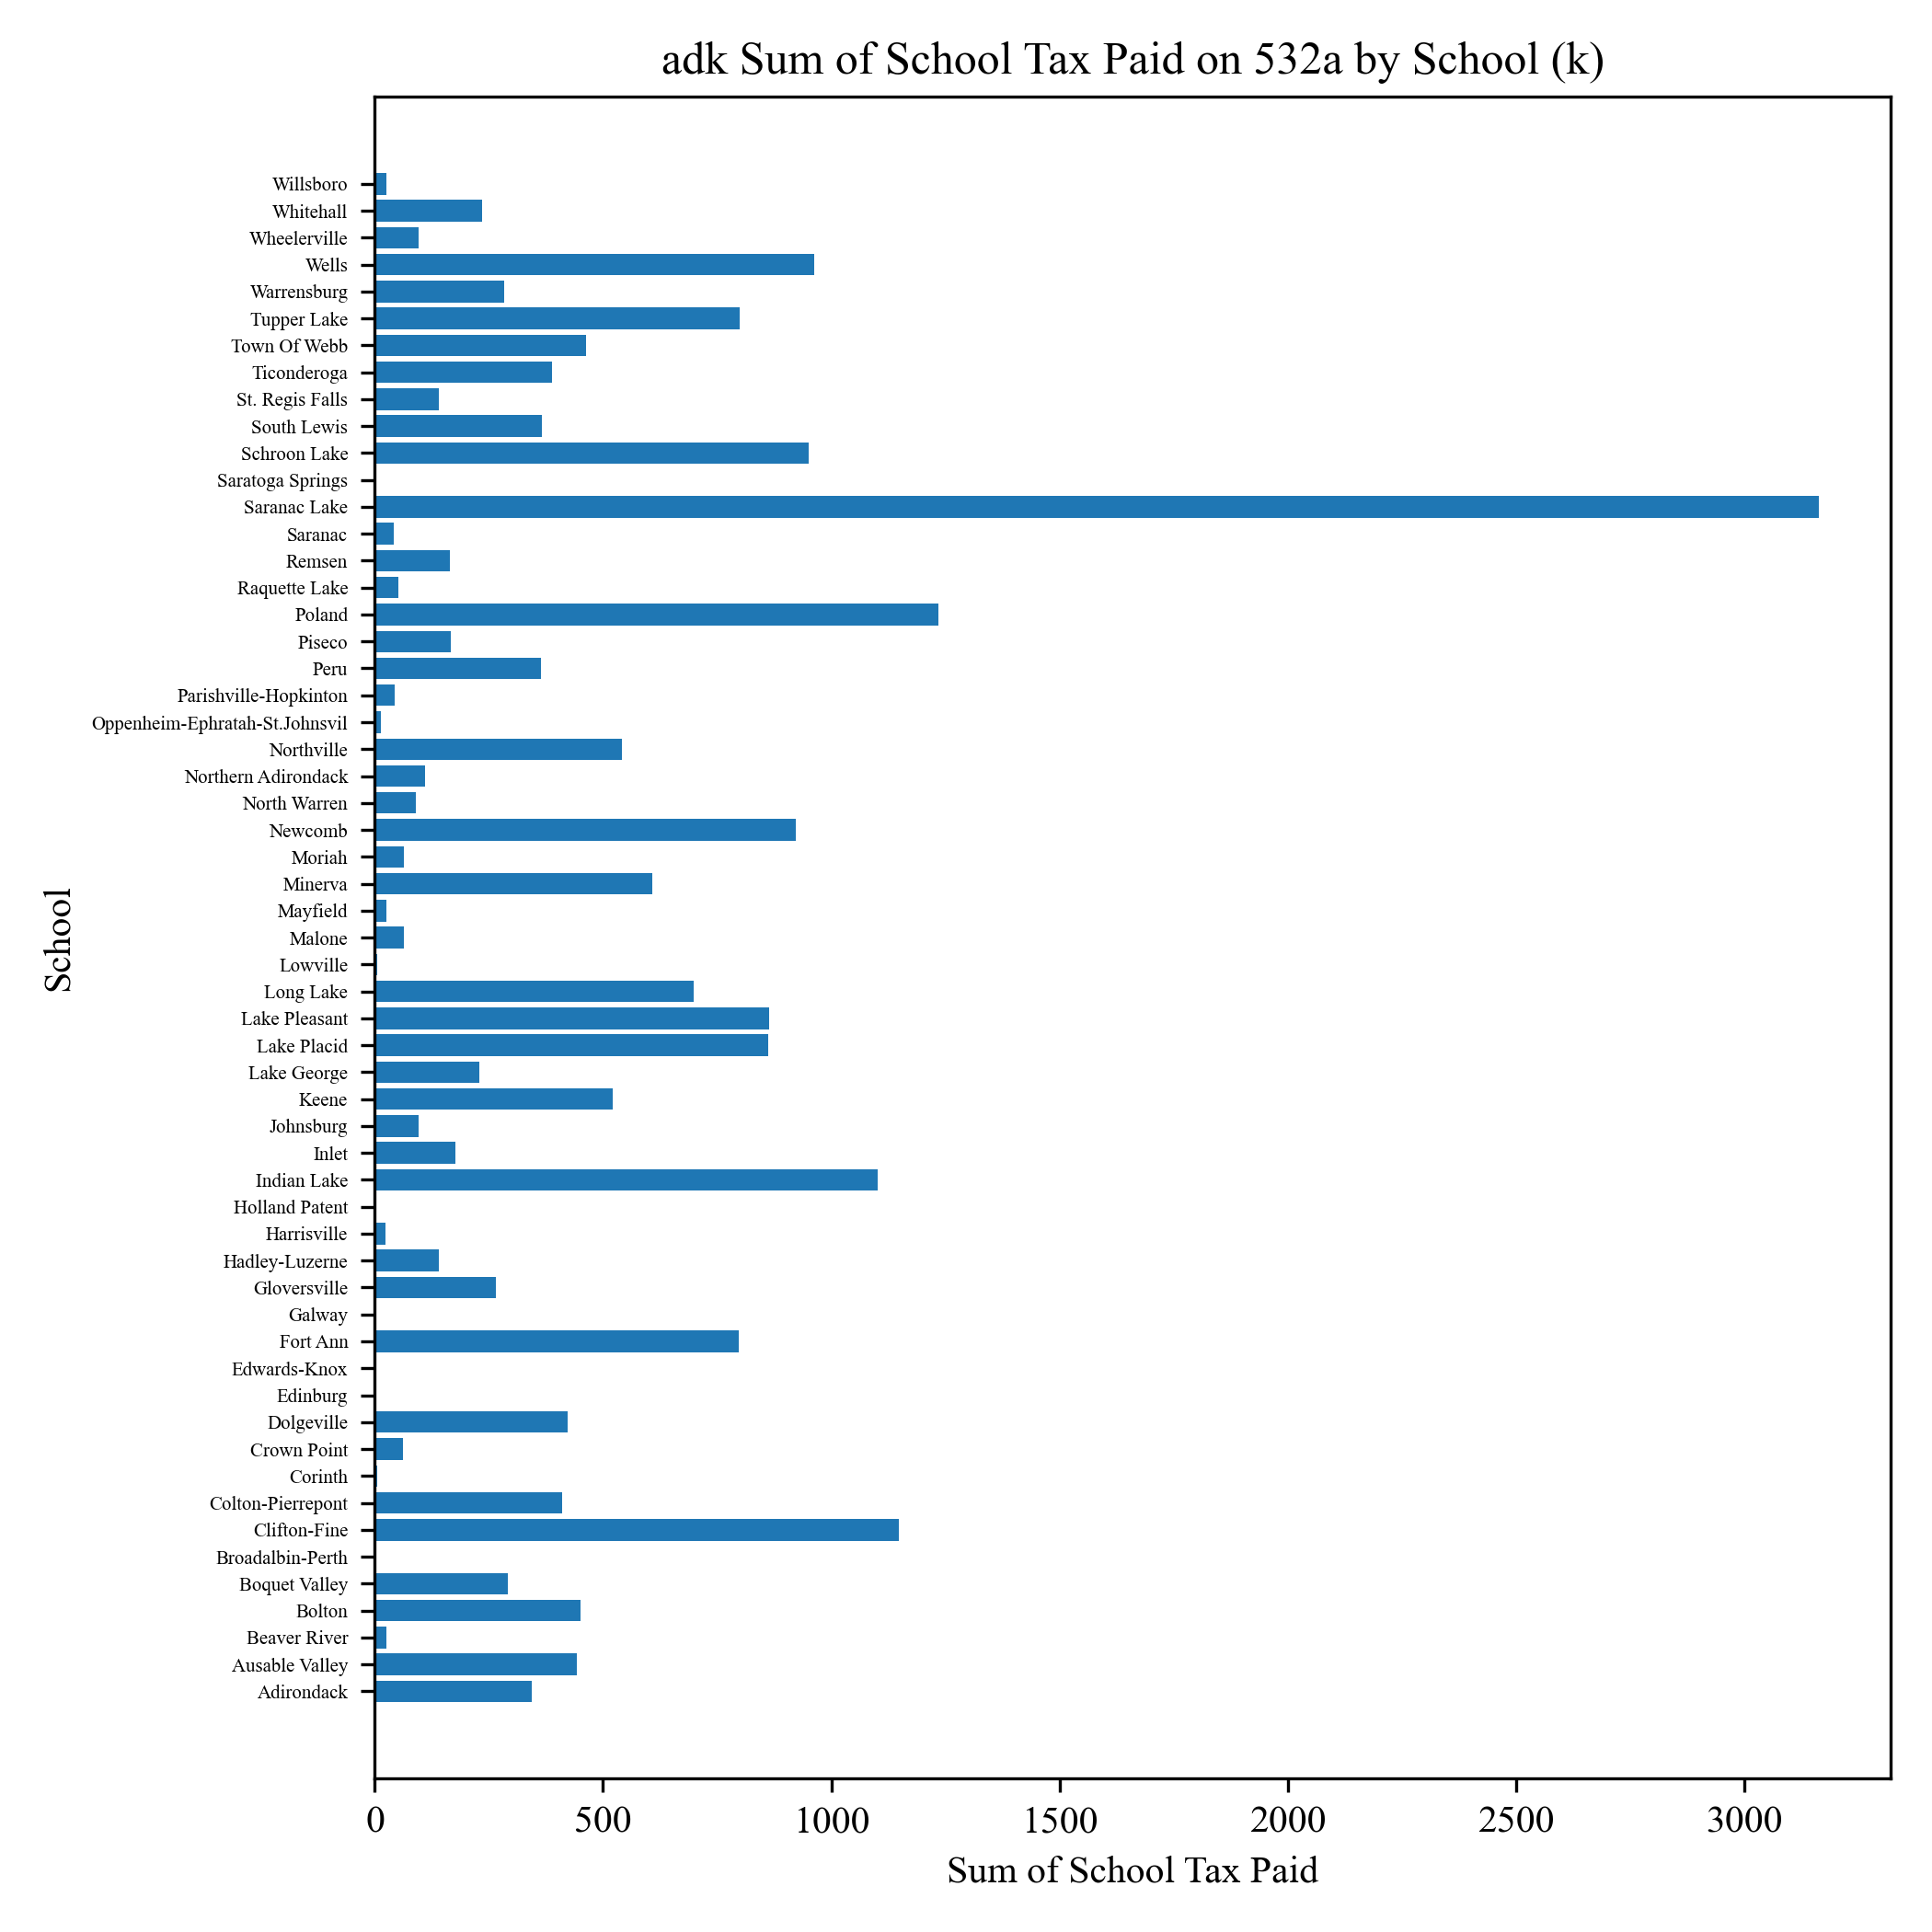 adk Sum of School Tax Paid on 532a by School (k)
Willsboro
Whitehall
Wheelerville
Wells
Warrensburg
Tupper Lake
Town Of Webb
Ticonderoga
St. Regis Falls
South Lewis
Schroon Lake
Saratoga Springs
Saranac Lake
Saranac
Remsen
Raquette Lake
Poland
Piseco
Peru
Parishville-Hopkinton
Oppenheim-Ephratah-St.Johnsvil
Northville
Northern Adirondack
North Warren
Newcomb
Moriah
Minerva
Mayfield
Malone
Lowville
Long Lake
Lake Pleasant
Lake Placid
Lake George
Keene
Johnsburg
Inlet
Indian Lake
Holland Patent
Harrisville
Hadley-Luzerne
Gloversville
Galway
Fort Ann
Edwards-Knox
Edinburg
Dolgeville
Crown Point
Corinth
Colton-Pierrepont
Clifton-Fine
Broadalbin-Perth
Boquet Valley
Bolton
Beaver River
Ausable Valley
Adirondack
School
0 500 1000 1500 2000 2500 3000
Sum of School Tax Paid